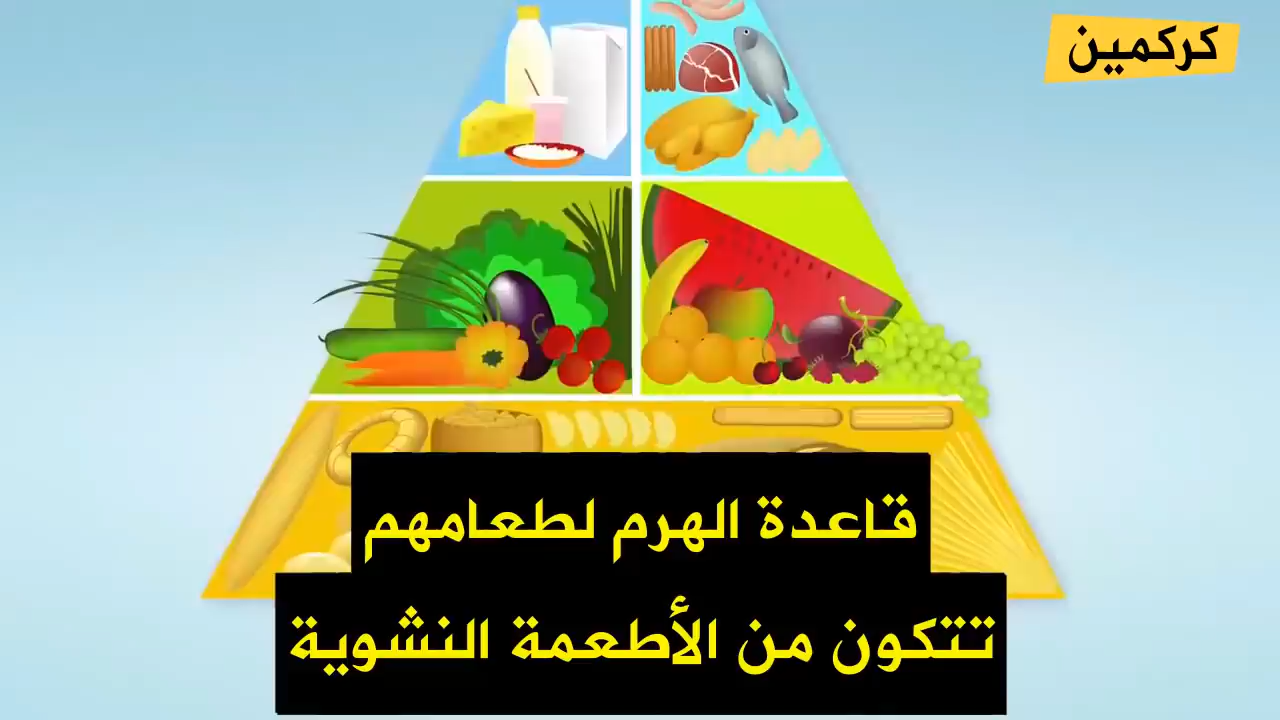 كركمين
قاعدة الهرم لطعامهم
تتكون من الأطعمة النشوية